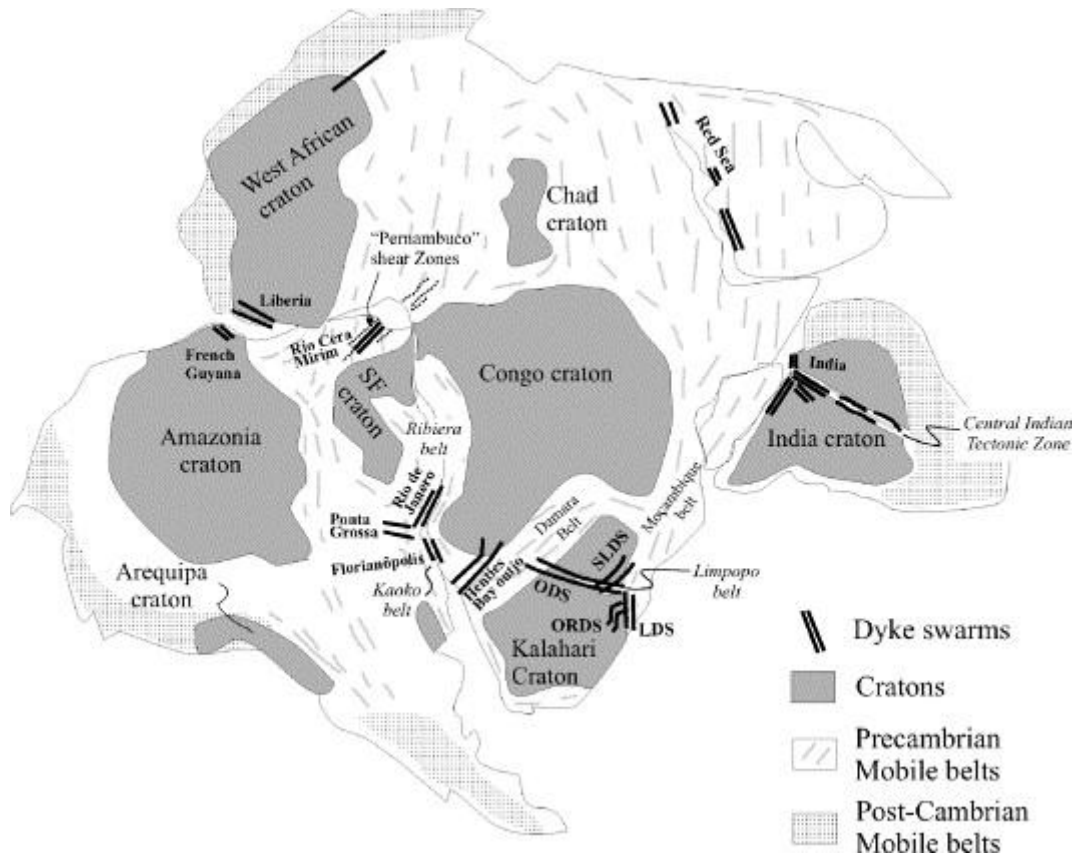 West African
craton
Chad
craton
Red Sea
"Pernambuco"
shear Zones
Liberia
French
Guyana
Rio Céra
Mirim
SF
craton
Congo craton
India
India craton
Central Indian
Tectonic Zone
Amazonia
craton
Ribiera
belt
Rio de
Janero
Ponta
Grossa
Florianõpolis
Kaoko
belt
Henties
Bay outjo
Damara
Belt
Moçambique
belt
SLDS
ODS
Limpopo
belt
ORDS
LDS
Kalahari
Craton
Arequipa
craton
Dyke swarms
Cratons
Precambrian
Mobile belts
Post-Cambrian
Mobile belts